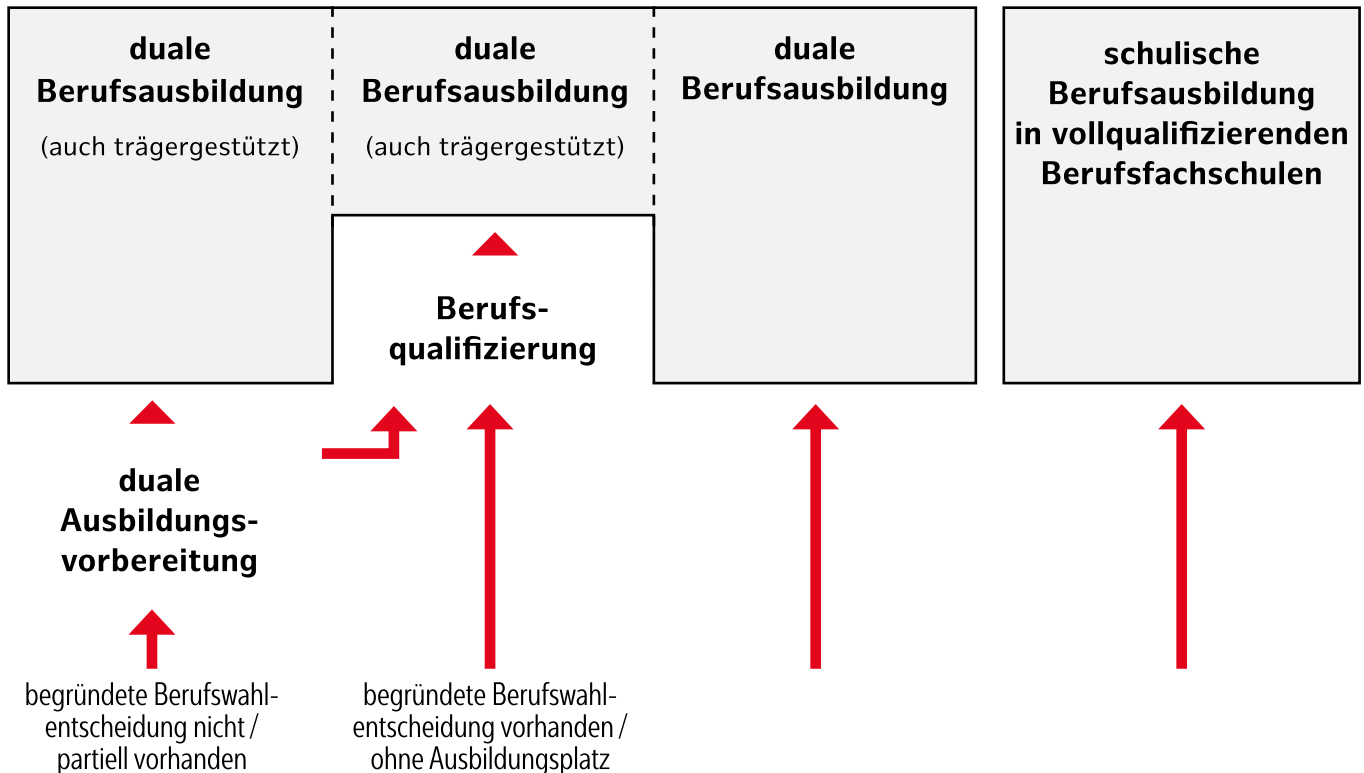 duale
Berufsausbildung
(auch trägergestützt)
duale
Berufsausbildung
(auch trägergestützt)
duale
Berufsausbildung
schulische
Berufsausbildung
in vollqualifizierenden
Berufsfachschulen
Berufs-
qualifizierung
duale
Ausbildungs-
vorbereitung
begründete Berufswahl-
entscheidung nicht /
partiell vorhanden
begründete Berufswahl-
entscheidung vorhanden /
ohne Ausbildungsplatz